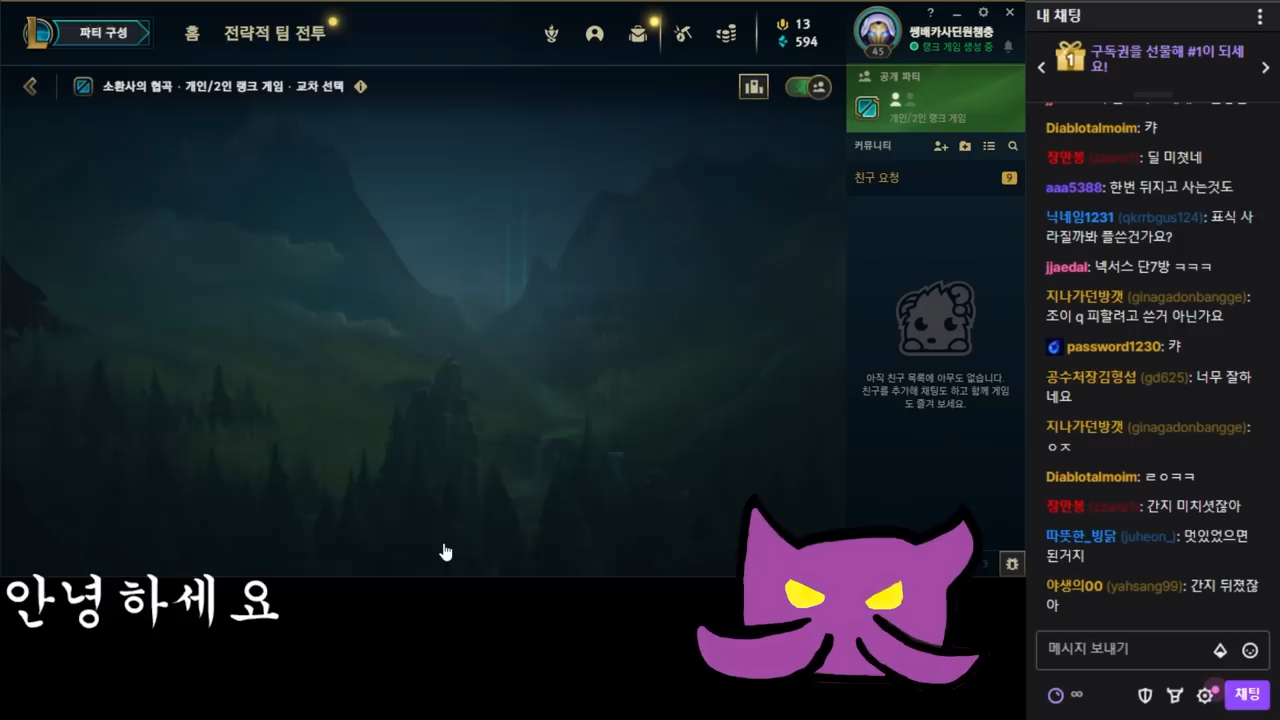 파티 구성
홈
전략적 팀 전투
13
594
45
쌩배카사딘원챔충
랭크 게임 생성 중
소환사의 협곡 · 개인/2인 랭크 게임 · 교차 선택
공개 파티
개인/2인 랭크 게임
커뮤니티
친구 요청
9
아직 친구 목록에 아무도 없습니다.
친구를 추가해 채팅도 하고 함께 게임
도 즐겨 보세요.
안녕하세요
내 채팅
1
구독권을 선물해 #1이 되세
요!
Diablotalmoim: 캬
장만봉: 딜 미쳣네
aaa5388: 한번 뒤지고 사는것도
닉네임1231 (qkrrbgus124): 표식 사
라질까봐 플쓴건가요?
jjaedal: 넥서스 단7방 ㅋㅋㅋ
지나가던방갯 (ginagadonbangge):
조이 q 피할려고 쓴거 아닌가요
password1230: 캬
공수처장김형섭 (gd625): 너무 잘하
네요
지나가던방갯 (ginagadonbangge):
ㅇㅈ
Diablotalmoim: ㄹㅇㅋㅋ
장만봉: 간지 미치셧잖아
따뜻한_빙닭 (juheon_): 멋있었으면
된거지
야생의00 (yahsang99): 간지 뒤졌잖
아
메시지 보내기
채팅